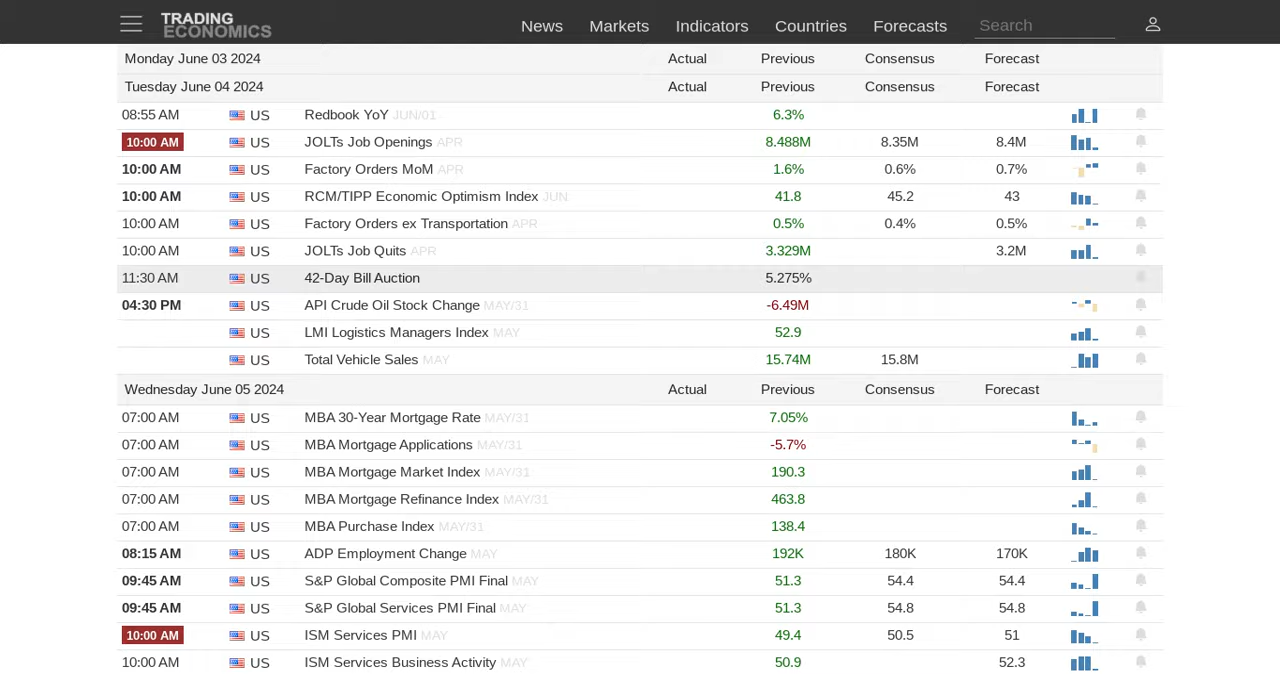 TRADING ECONOMICS News Markets Indicators Countries Forecasts Search
Monday June 03 2024 Actual Previous Consensus Forecast
Tuesday June 04 2024 Actual Previous Consensus Forecast
08:55 AM US Redbook YoY JUN/01 6.3%
10:00 AM US JOLTs Job Openings APR 8.488M 8.35M 8.4M
10:00 AM US Factory Orders MoM APR 1.6% 0.6% 0.7%
10:00 AM US RCM/TIPP Economic Optimism Index JUN 41.8 45.2 43
10:00 AM US Factory Orders ex Transportation APR 0.5% 0.4% 0.5%
10:00 AM US JOLTs Job Quits APR 3.329M 3.2M
11:30 AM US 42-Day Bill Auction 5.275%
04:30 PM US API Crude Oil Stock Change MAY/31 -6.49M
US LMI Logistics Managers Index MAY 52.9
US Total Vehicle Sales MAY 15.74M 15.8M
Wednesday June 05 2024 Actual Previous Consensus Forecast
07:00 AM US MBA 30-Year Mortgage Rate MAY/31 7.05%
07:00 AM US MBA Mortgage Applications MAY/31 -5.7%
07:00 AM US MBA Mortgage Market Index MAY/31 190.3
07:00 AM US MBA Mortgage Refinance Index MAY/31 463.8
07:00 AM US MBA Purchase Index MAY/31 138.4
08:15 AM US ADP Employment Change MAY 192K 180K 170K
09:45 AM US S&P Global Composite PMI Final MAY 51.3 54.4 54.4
09:45 AM US S&P Global Services PMI Final MAY 51.3 54.8 54.8
10:00 AM US ISM Services PMI MAY 49.4 50.5 51
10:00 AM US ISM Services Business Activity MAY 50.9 52.3